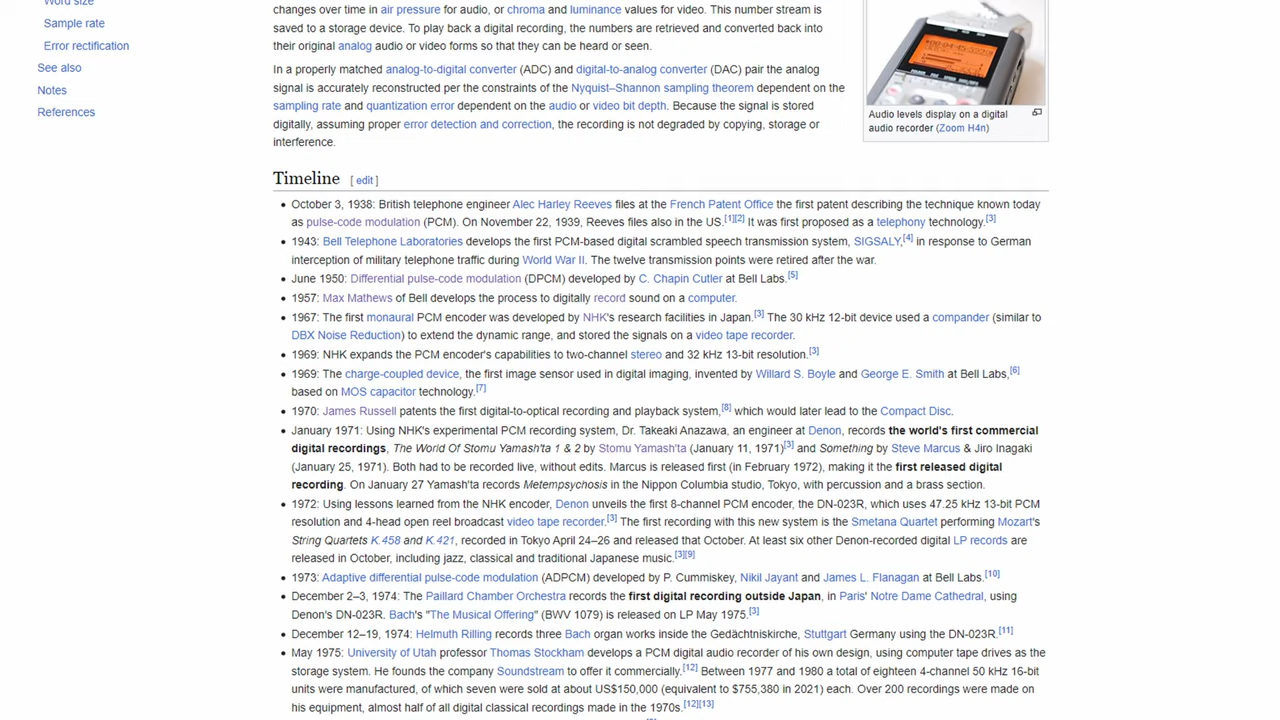 Word size
changes over time in air pressure for audio, or chroma and luminance values for video. This number stream is
Sample rate
saved to a storage device. To play back a digital recording, the numbers are retrieved and converted back into
Error rectification
their original analog audio or video forms so that they can be heard or seen.
See also
In a properly matched analog-to-digital converter (ADC) and digital-to-analog converter (DAC) pair the analog
Notes
signal is accurately reconstructed per the constraints of the Nyquist–Shannon sampling theorem dependent on the
References
sampling rate and quantization error dependent on the audio or video bit depth. Because the signal is stored
digitally, assuming proper error detection and correction, the recording is not degraded by copying, storage or
interference.
Audio levels display on a digital
audio recorder (Zoom H4n)
Timeline [ edit ]
October 3, 1938: British telephone engineer Alec Harley Reeves files at the French Patent Office the first patent describing the technique known today
as pulse-code modulation (PCM). On November 22, 1939, Reeves files also in the US.[1][2] It was first proposed as a telephony technology.[3]
1943: Bell Telephone Laboratories develops the first PCM-based digital scrambled speech transmission system, SIGSALY,[4] in response to German
interception of military telephone traffic during World War II. The twelve transmission points were retired after the war.
June 1950: Differential pulse-code modulation (DPCM) developed by C. Chapin Cutler at Bell Labs.[5]
1957: Max Mathews of Bell develops the process to digitally record sound on a computer.
1967: The first monaural PCM encoder was developed by NHK's research facilities in Japan.[3] The 30 kHz 12-bit device used a compander (similar to
DBX Noise Reduction) to extend the dynamic range, and stored the signals on a video tape recorder.
1969: NHK expands the PCM encoder's capabilities to two-channel stereo and 32 kHz 13-bit resolution.[3]
1969: The charge-coupled device, the first image sensor used in digital imaging, invented by Willard S. Boyle and George E. Smith at Bell Labs,[6]
based on MOS capacitor technology.[7]
1970: James Russell patents the first digital-to-optical recording and playback system,[8] which would later lead to the Compact Disc.
January 1971: Using NHK's experimental PCM recording system, Dr. Takeaki Anazawa, an engineer at Denon, records the world's first commercial
digital recordings, The World Of Stomu Yamash'ta 1 & 2 by Stomu Yamash'ta (January 11, 1971)[3] and Something by Steve Marcus & Jiro Inagaki
(January 25, 1971). Both had to be recorded live, without edits. Marcus is released first (in February 1972), making it the first released digital
recording. On January 27 Yamash'ta records Metempsychosis in the Nippon Columbia studio, Tokyo, with percussion and a brass section.
1972: Using lessons learned from the NHK encoder, Denon unveils the first 8-channel PCM encoder, the DN-023R, which uses 47.25 kHz 13-bit PCM
resolution and 4-head open reel broadcast video tape recorder.[3] The first recording with this new system is the Smetana Quartet performing Mozart's
String Quartets K.458 and K.421, recorded in Tokyo April 24–26 and released that October. At least six other Denon-recorded digital LP records are
released in October, including jazz, classical and traditional Japanese music.[3][9]
1973: Adaptive differential pulse-code modulation (ADPCM) developed by P. Cummiskey, Nikil Jayant and James L. Flanagan at Bell Labs.[10]
December 2–3, 1974: The Paillard Chamber Orchestra records the first digital recording outside Japan, in Paris' Notre Dame Cathedral, using
Denon's DN-023R. Bach's "The Musical Offering" (BWV 1079) is released on LP May 1975.[3]
December 12–19, 1974: Helmuth Rilling records three Bach organ works inside the Gedächtniskirche, Stuttgart Germany using the DN-023R.[11]
May 1975: University of Utah professor Thomas Stockham develops a PCM digital audio recorder of his own design, using computer tape drives as the
storage system. He founds the company Soundstream to offer it commercially.[12] Between 1977 and 1980 a total of eighteen 4-channel 50 kHz 16-bit
units were manufactured, of which seven were sold at about US$150,000 (equivalent to $755,380 in 2021) each. Over 200 recordings were made on
his equipment, almost half of all digital classical recordings made in the 1970s.[12][13]